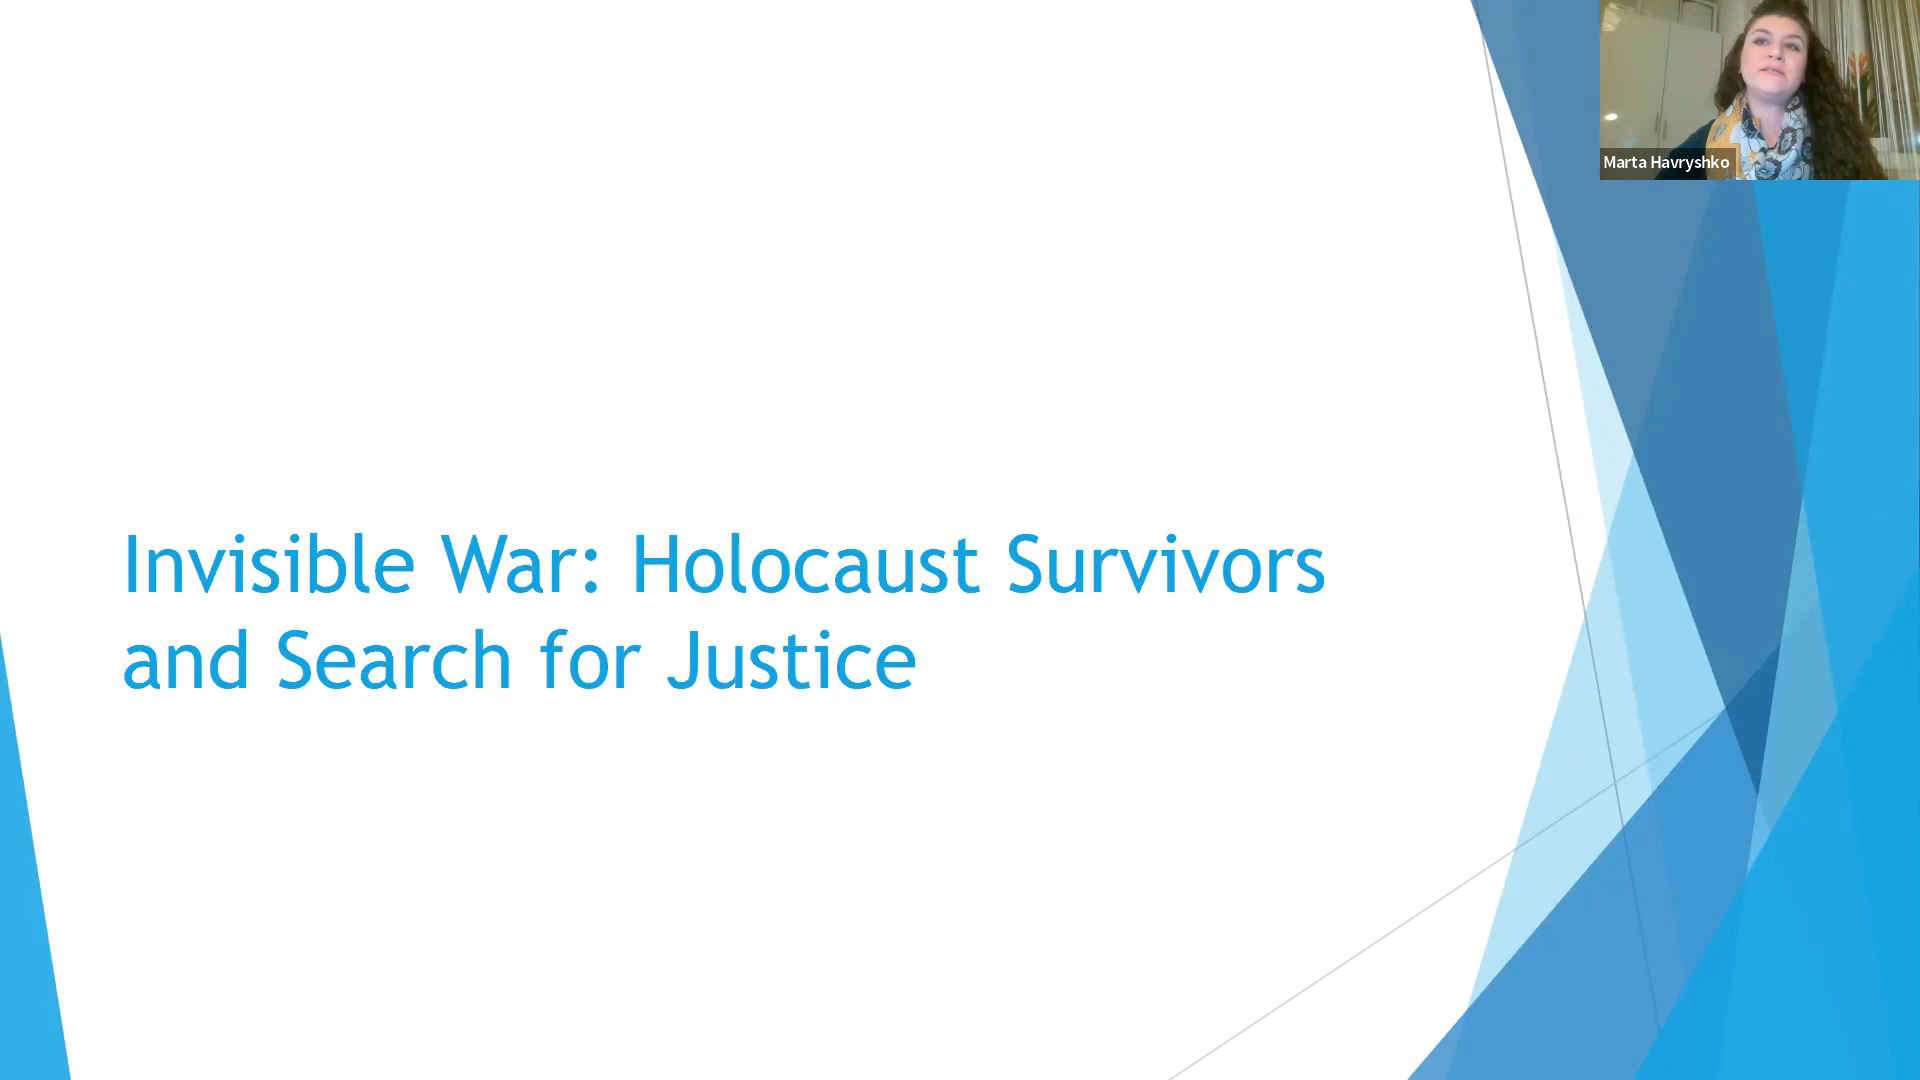 Marta Havryshko
Invisible War: Holocaust Survivors
and Search for Justice